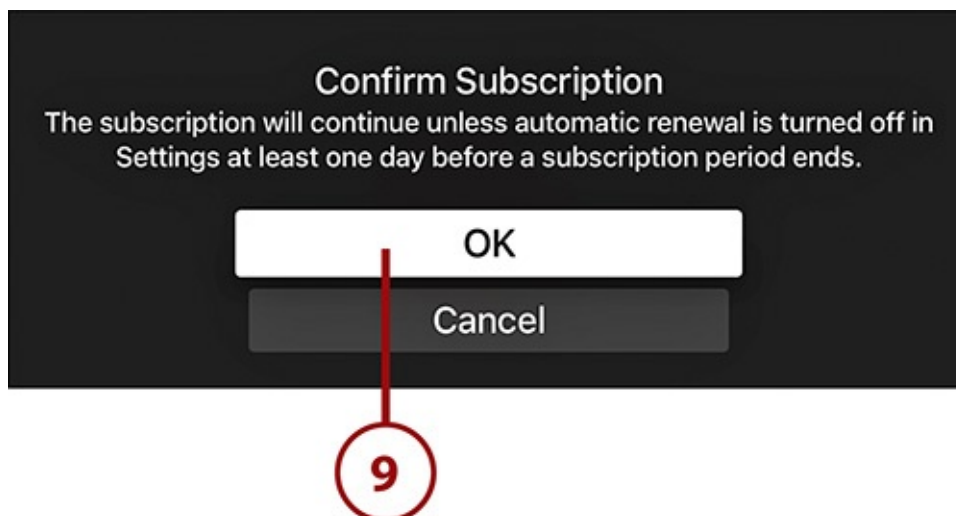 Confirm Subscription
The subscription will continue unless automatic renewal is turned off in
Settings at least one day before a subscription period ends.
OK
Cancel
9